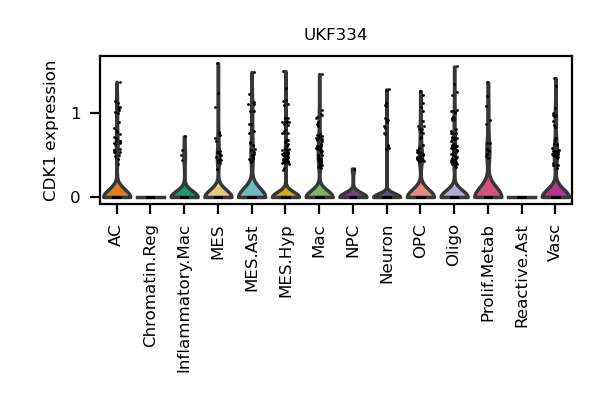 UKF334
CDK1 expression
1
0
AC
Chromatin.Reg
Inflammatory.Mac
MES
MES.Ast
MES.Hyp
Mac
NPC
Neuron
OPC
Oligo
Prolif.Metab
Reactive.Ast
Vasc